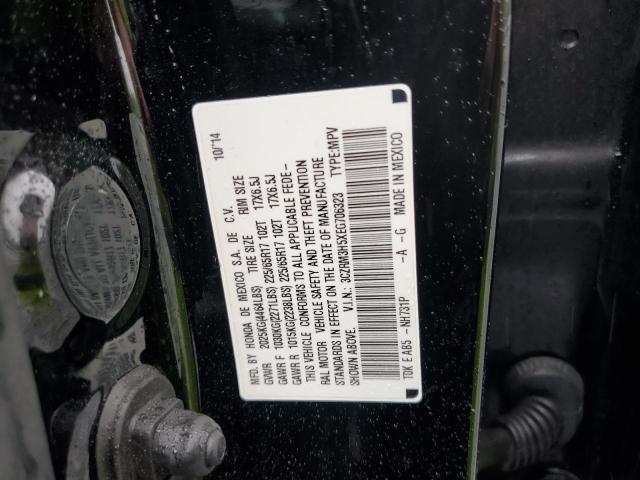 MFD. BY HONDA DE MEXICO S.A. DE C.V. 10/'14
GVWR 2025KG(4464LBS) TIRE SIZE RIM SIZE
GAWR F 1030KG(2271LBS) 225/65R17 102T 17X6.5J
GAWR R 1015KG(2238LBS) 225/65R17 102T 17X6.5J
THIS VEHICLE CONFORMS TO ALL APPLICABLE FEDE-
RAL MOTOR VEHICLE SAFETY AND THEFT PREVENTION
STANDARDS IN EFFECT ON THE DATE OF MANUFACTURE
SHOWN ABOVE. V.I.N.: 3CZRM3H5XEG706323 TYPE:MPV
T0K E AB5 -NH731P -A -G MADE IN MEXICO